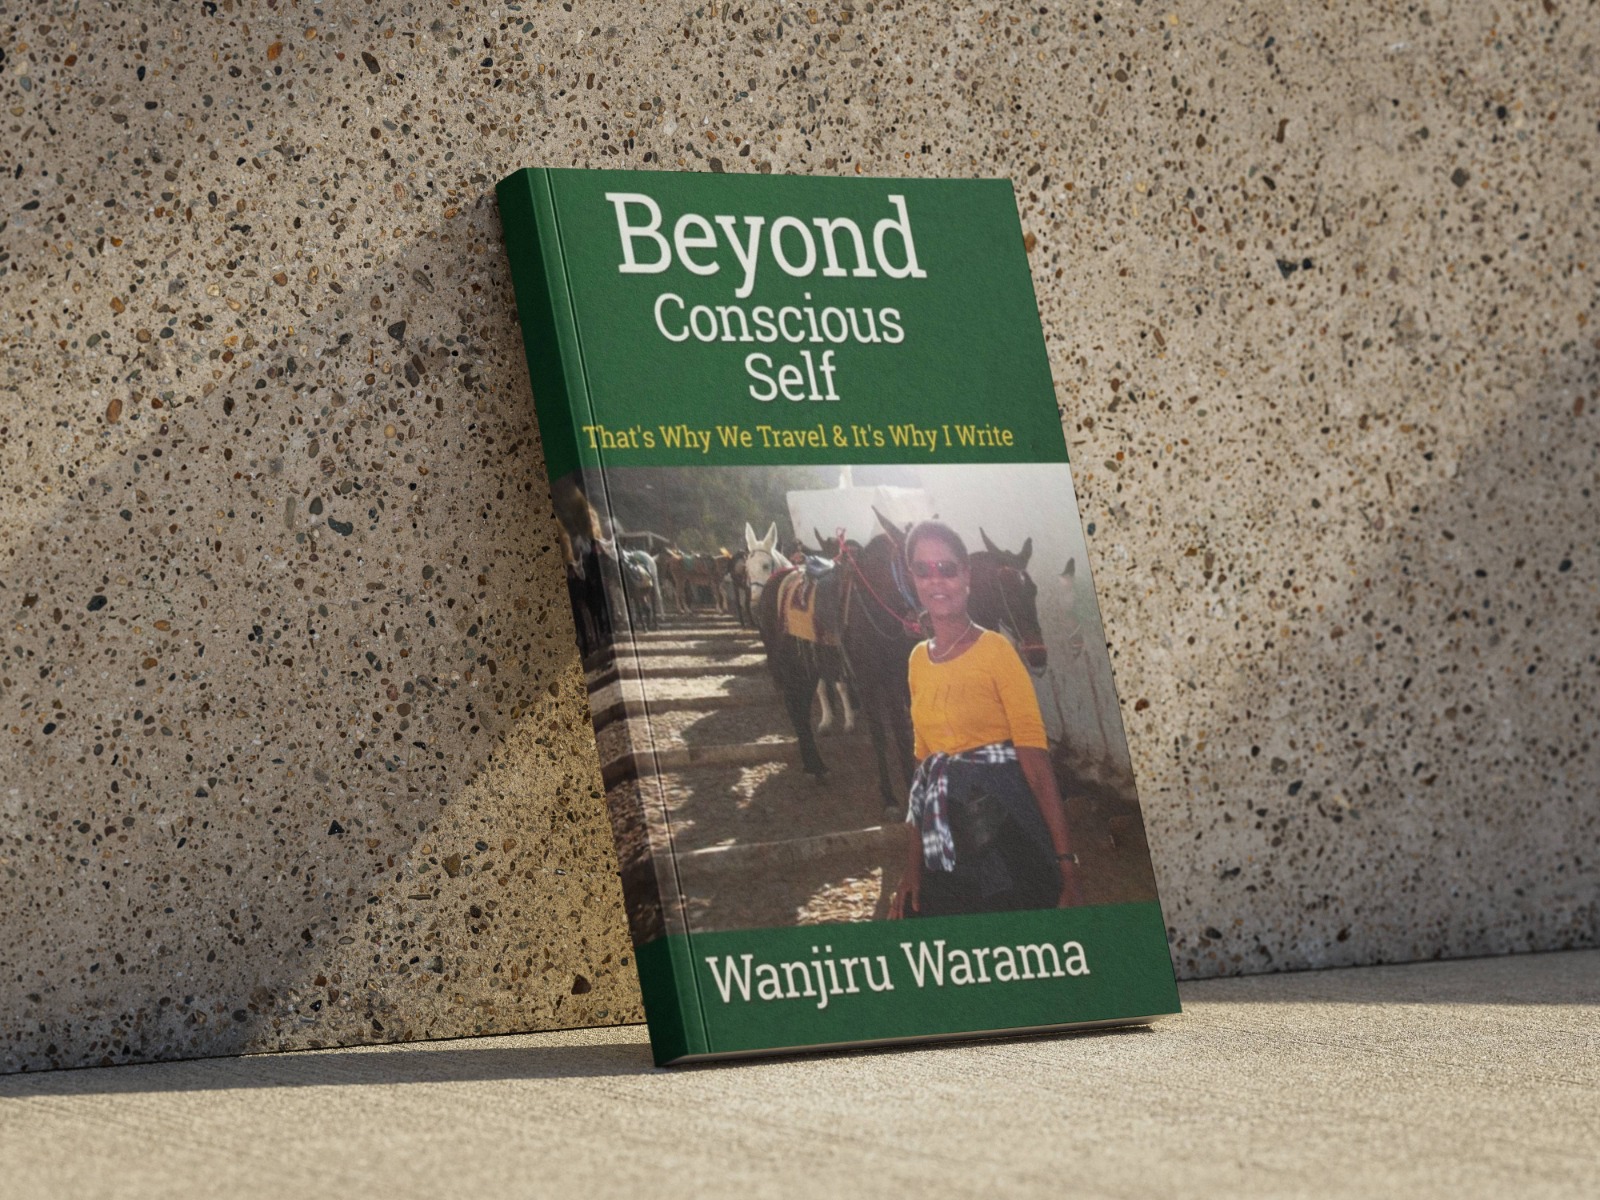 Beyond
Conscious
Self
That's Why We Travel & It's Why I Write
Wanjiru Warama